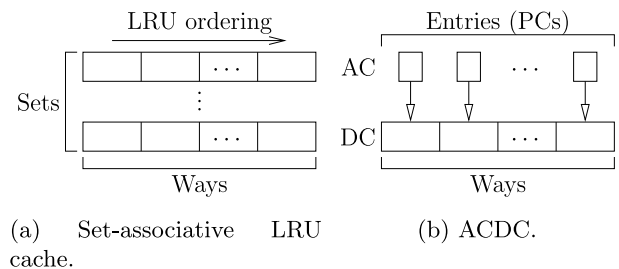 LRU ordering
Sets
...
⋮
...
Ways
(a) Set-associative LRU
cache.
Entries (PCs)
AC
...
DC
...
Ways
(b) ACDC.